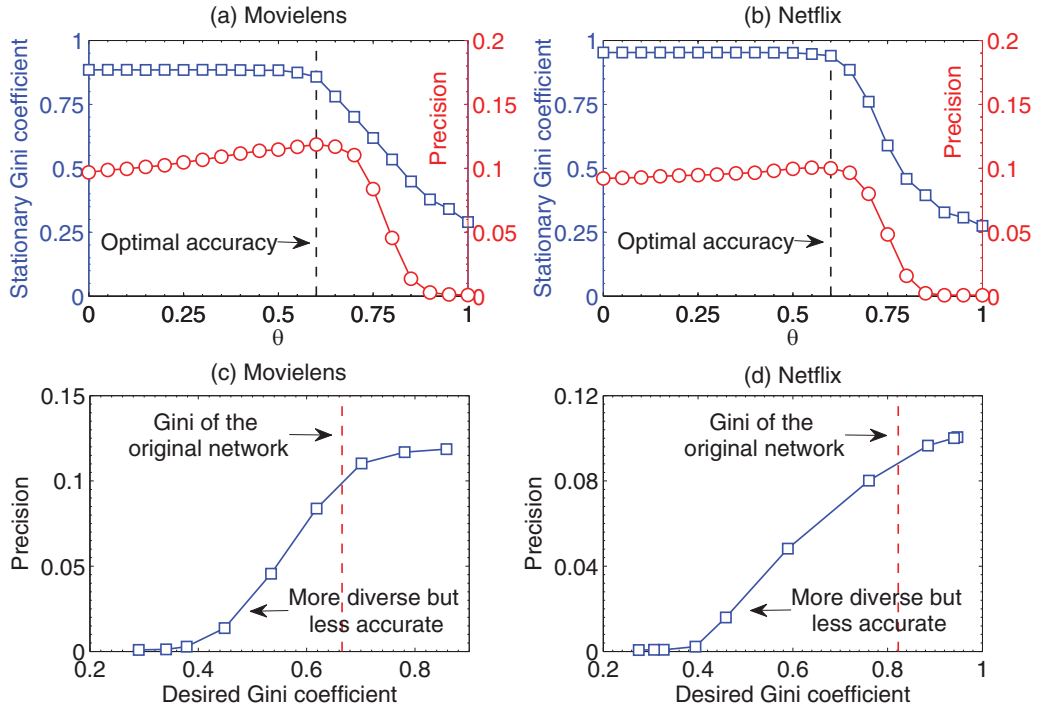 (a) Movielens
Stationary Gini coefficient
1
0.75
0.5
0.25
0
0.2
0.15
0.1
0.05
0
Precision
Optimal accuracy
0 0.25 0.5 0.75 1
θ
(b) Netflix
Stationary Gini coefficient
1
0.75
0.5
0.25
0
0.2
0.15
0.1
0.05
0
Precision
Optimal accuracy
0 0.25 0.5 0.75 1
θ
(c) Movielens
Precision
0.15
0.1
0.05
0
Gini of the
original network
More diverse but
less accurate
0.2 0.4 0.6 0.8
Desired Gini coefficient
(d) Netflix
Precision
0.12
0.08
0.04
0
Gini of the
original network
More diverse but
less accurate
0.2 0.4 0.6 0.8 1
Desired Gini coefficient